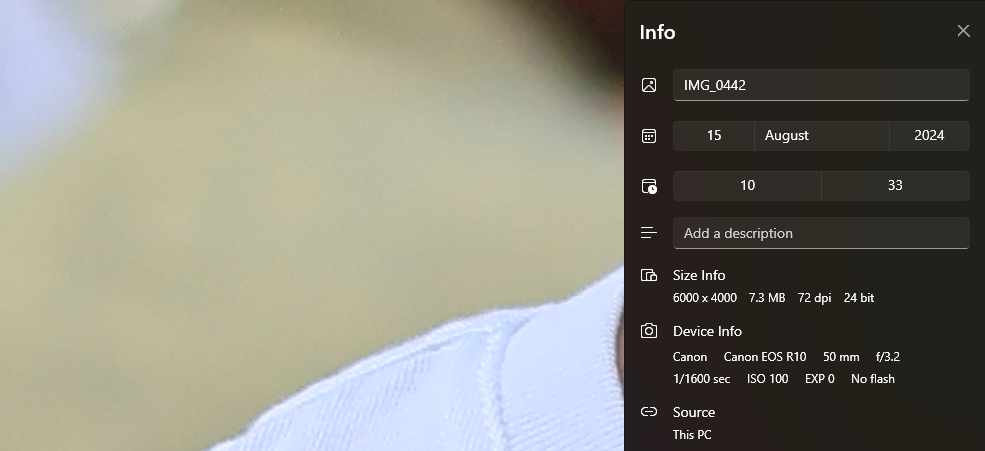 Info
IMG_0442
15 August 2024
10 33
Add a description
Size Info
6000 x 4000 7.3 MB 72 dpi 24 bit
Device Info
Canon Canon EOS R10 50 mm f/3.2
1/1600 sec ISO 100 EXP 0 No flash
Source
This PC